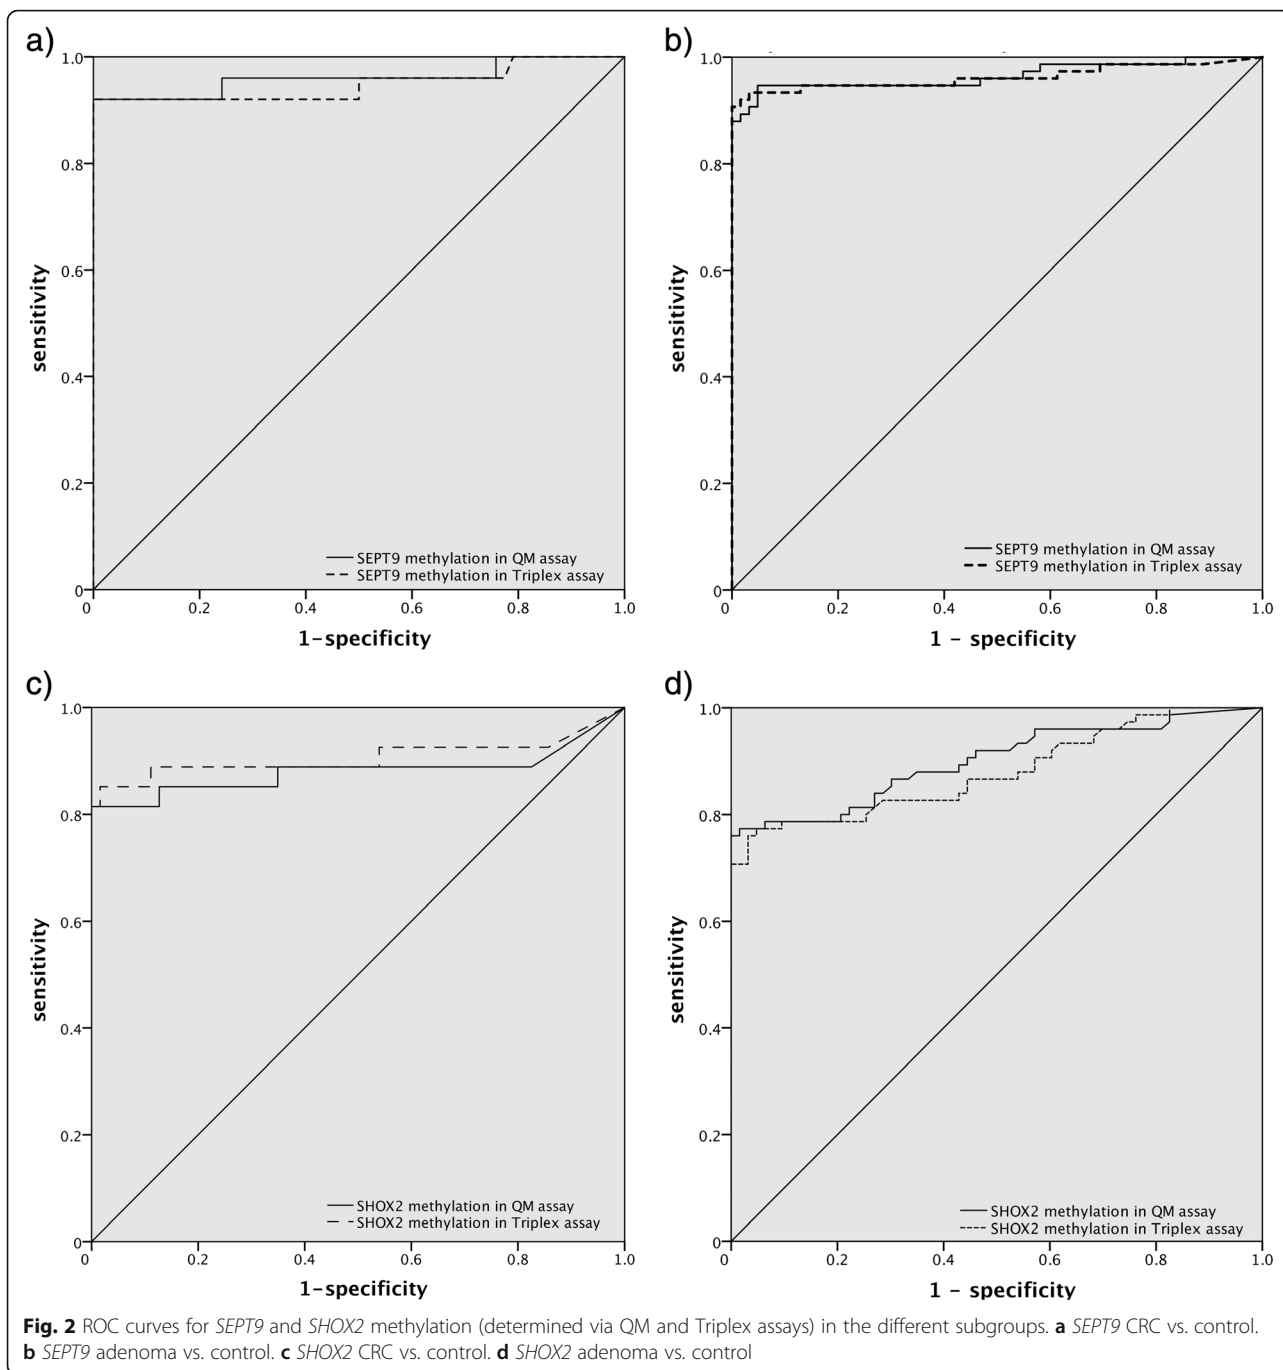 a)
1.0
0.8
0.6
0.4
0.2
0
sensitivity
SEPT9 methylation in QM assay
SEPT9 methylation in Triplex assay
0 0.2 0.4 0.6 0.8 1.0
1-specificity
b)
1.0
0.8
0.6
0.4
0.2
0
sensitivity
SEPT9 methylation in QM assay
SEPT9 methylation in Triplex assay
0 0.2 0.4 0.6 0.8 1.0
1 - specificity
c)
1.0
0.8
0.6
0.4
0.2
0
sensitivity
SHOX2 methylation in QM assay
SHOX2 methylation in Triplex assay
0 0.2 0.4 0.6 0.8 1.0
1-specificity
d)
1.0
0.8
0.6
0.4
0.2
0
sensitivity
SHOX2 methylation in QM assay
SHOX2 methylation in Triplex assay
0 0.2 0.4 0.6 0.8 1.0
1 - specificity
Fig. 2 ROC curves for SEPT9 and SHOX2 methylation (determined via QM and Triplex assays) in the different subgroups. a SEPT9 CRC vs. control.
b SEPT9 adenoma vs. control. c SHOX2 CRC vs. control. d SHOX2 adenoma vs. control